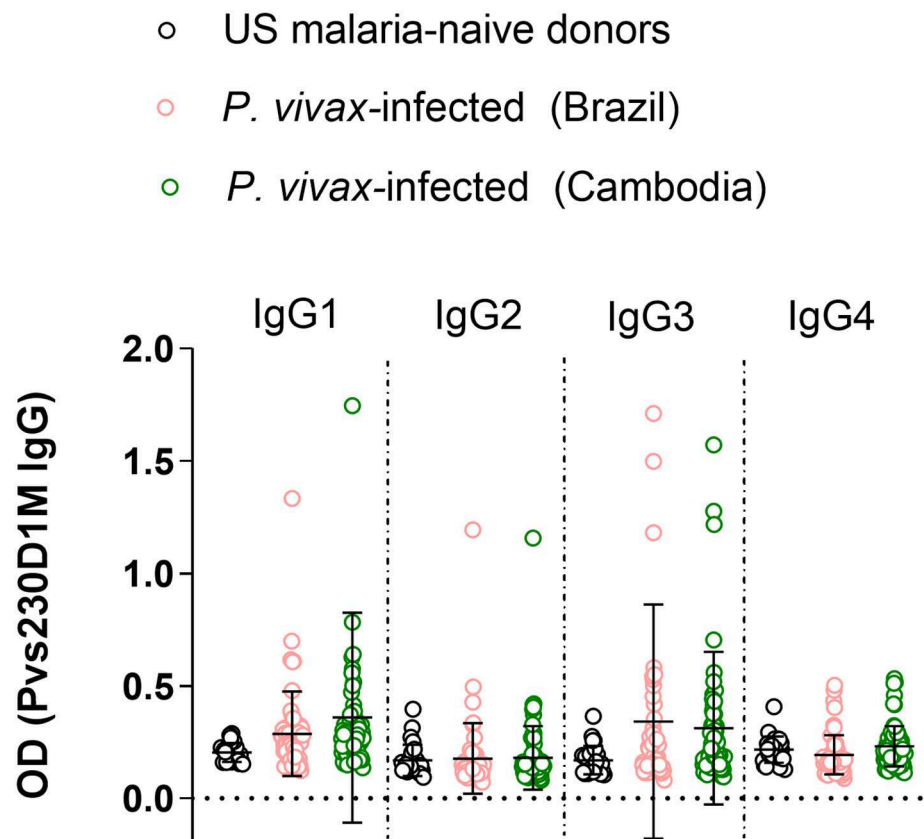 US malaria-naive donors
P. vivax-infected (Brazil)
P. vivax-infected (Cambodia)
IgG1 IgG2 IgG3 IgG4
OD (Pvs230D1M IgG)
2.0
1.5
1.0
0.5
0.0